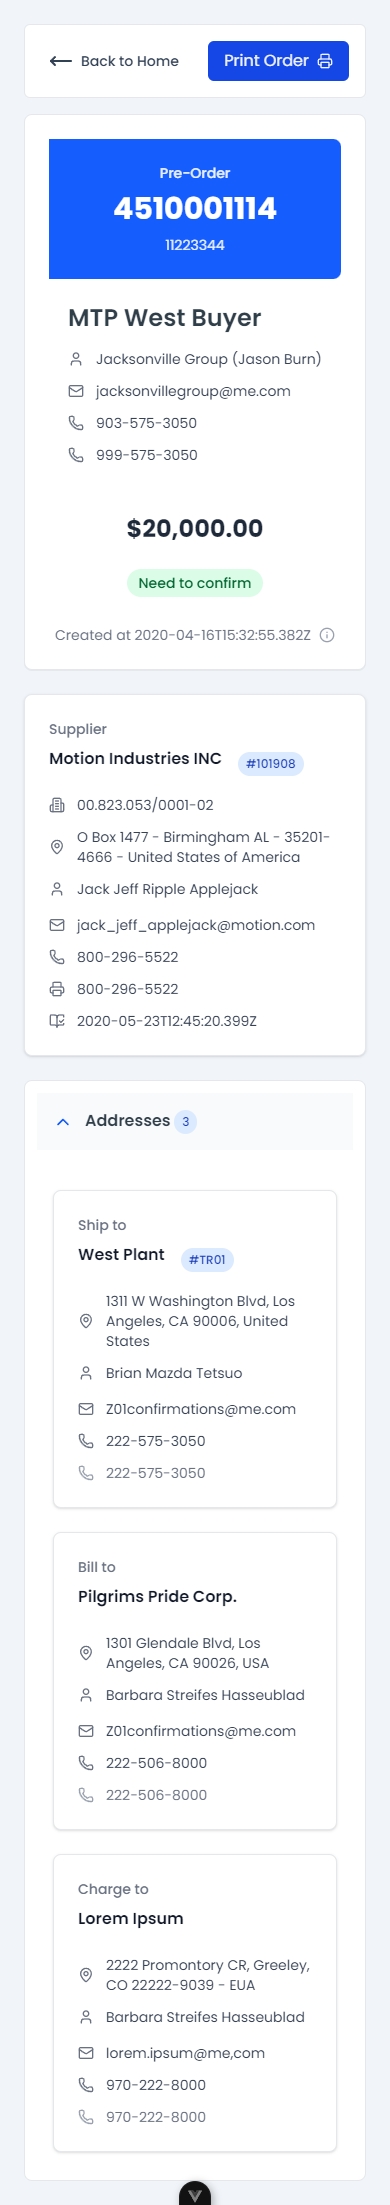 Back to Home
Print Order
Pre-Order
4510001114
11223344
MTP West Buyer
Jacksonville Group (Jason Burn)
jacksonvillegroup@me.com
903-575-3050
999-575-3050
$20,000.00
Need to confirm
Created at 2020-04-16T15:32:55.382Z
Supplier
Motion Industries INC #101908
00.823.053/0001-02
O Box 1477 - Birmingham AL - 35201-
4666 - United States of America
Jack Jeff Ripple Applejack
jack_jeff_applejack@motion.com
800-296-5522
800-296-5522
2020-05-23T12:45:20.399Z
Addresses 3
Ship to
West Plant #TR01
1311 W Washington Blvd, Los
Angeles, CA 90006, United
States
Brian Mazda Tetsuo
Z01confirmations@me.com
222-575-3050
222-575-3050
Bill to
Pilgrims Pride Corp.
1301 Glendale Blvd, Los
Angeles, CA 90026, USA
Barbara Streifes Hasseublad
Z01confirmations@me.com
222-506-8000
222-506-8000
Charge to
Lorem Ipsum
2222 Promontory CR, Greeley,
CO 22222-9039 - EUA
Barbara Streifes Hasseublad
lorem.ipsum@me,com
970-222-8000
970-222-8000